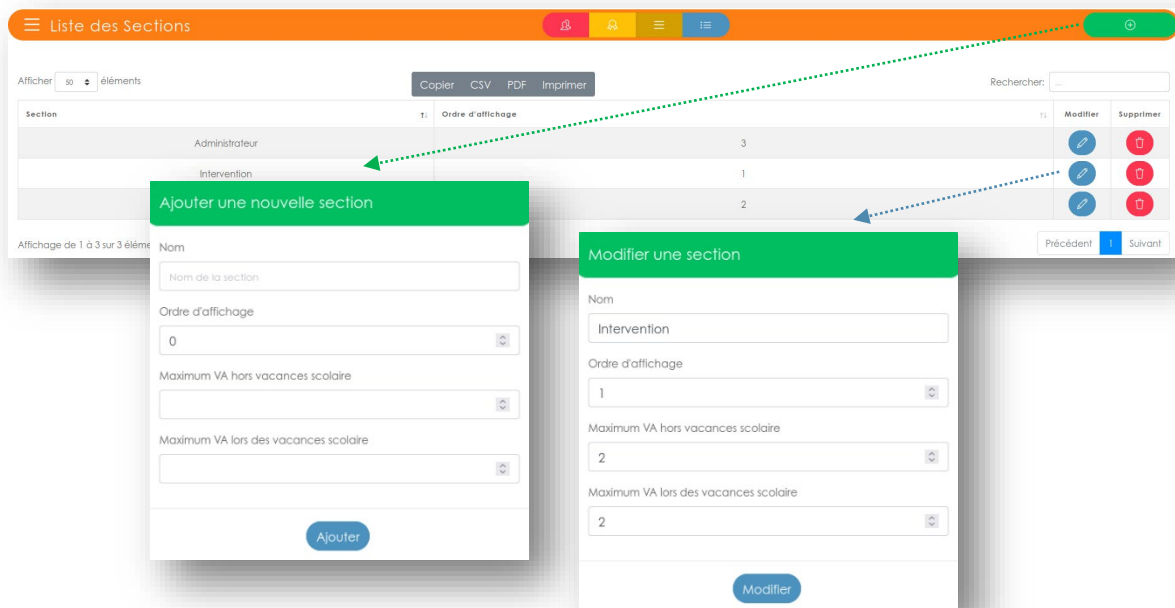 Liste des Sections
Afficher 50 éléments
Copier CSV PDF Imprimer
Rechercher: ...
Section Ordre d'affichage Modifier Supprimer
Administrateur 3
Intervention 1
2
Affichage de 1 à 3 sur 3 éléme
Précédent 1 Suivant
Ajouter une nouvelle section
Nom
Nom de la section
Ordre d'affichage
0
Maximum VA hors vacances scolaire
Maximum VA lors des vacances scolaire
Ajouter
Modifier une section
Nom
Intervention
Ordre d'affichage
1
Maximum VA hors vacances scolaire
2
Maximum VA lors des vacances scolaire
2
Modifier